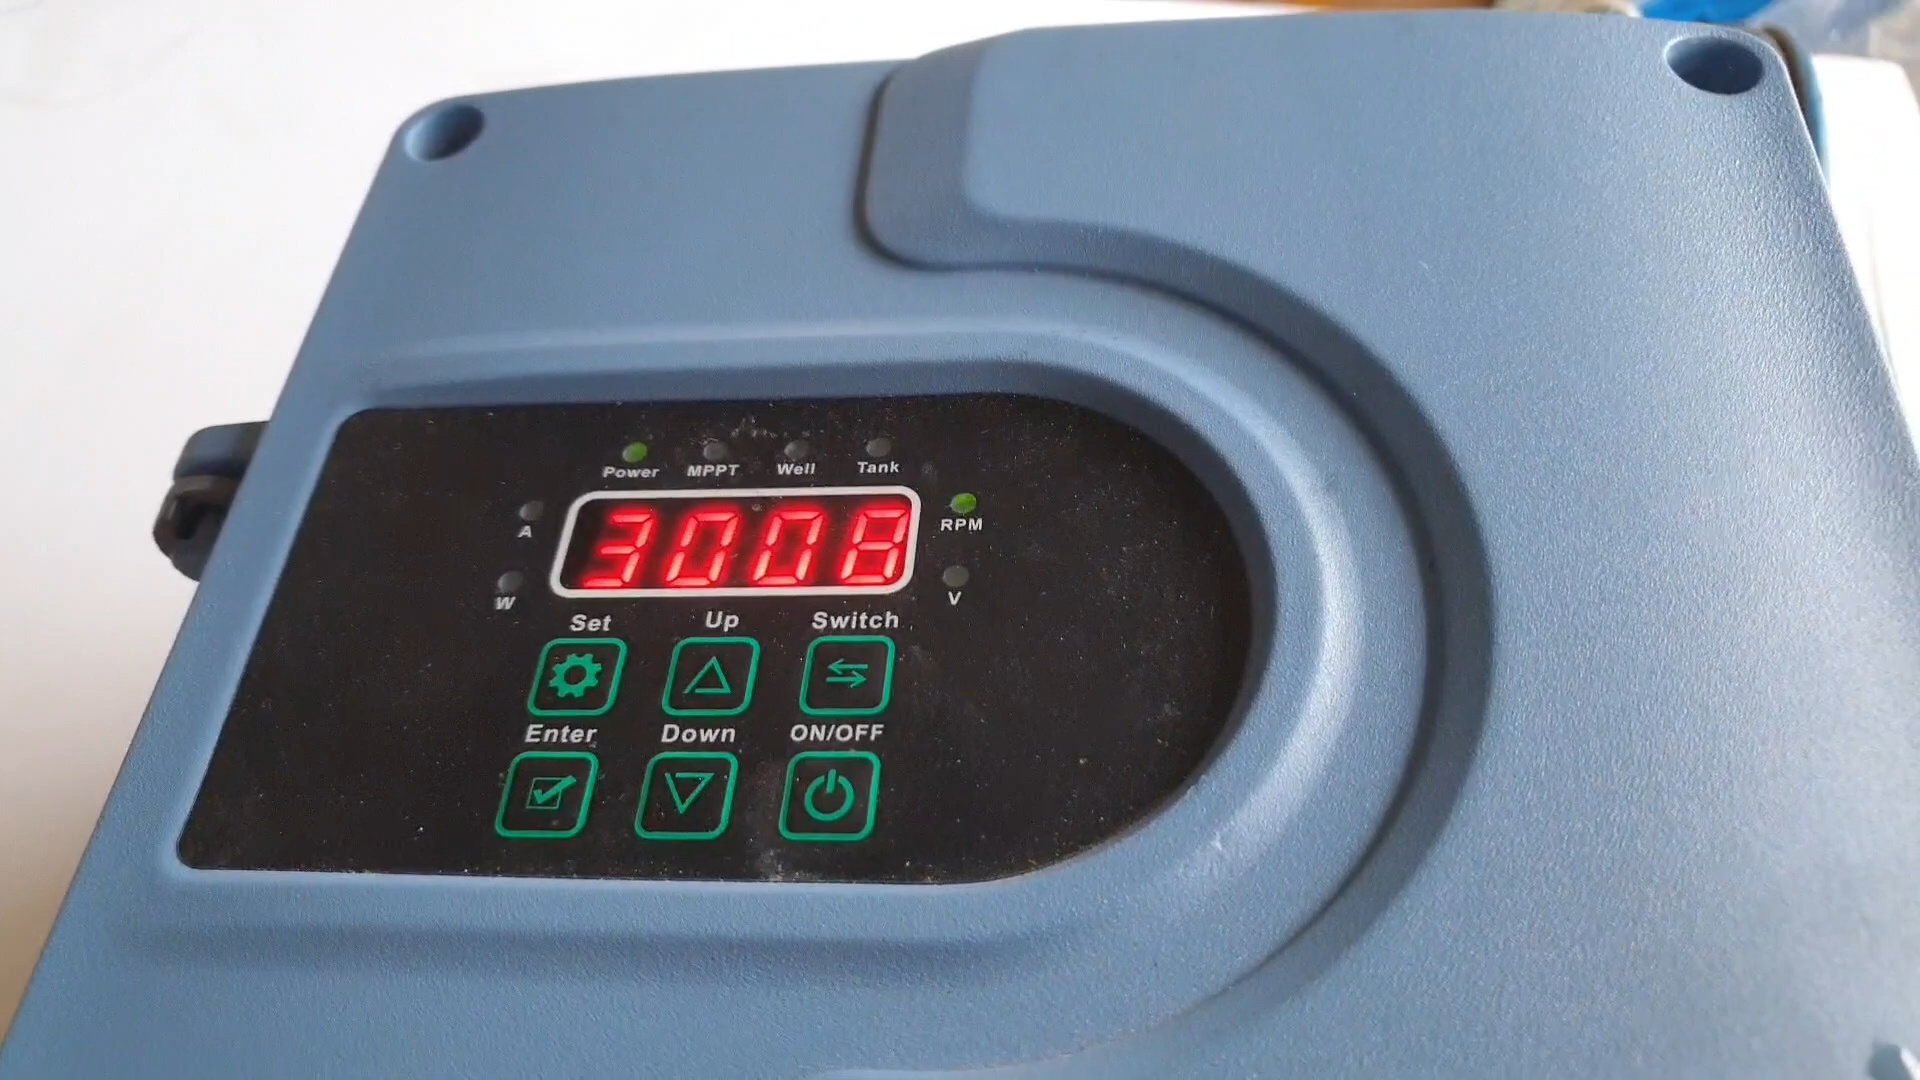 Power MPPT Well Tank
A 3008 RPM
W V
Set Up Switch
Enter Down ON/OFF